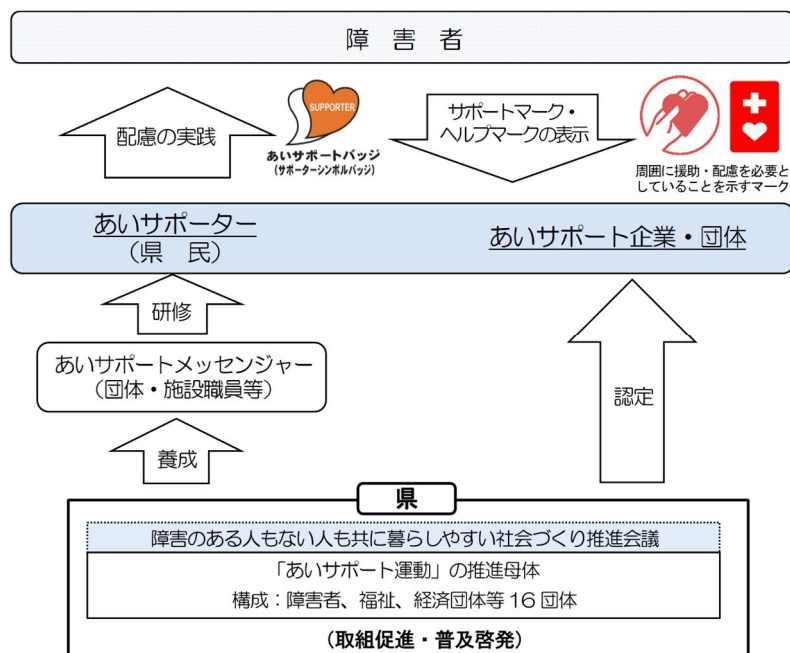 障害者
配慮の実践
SUPPORTER
あいサポートバッジ
(サポーターシンボルバッジ)
サポートマーク・
ヘルプマークの表示
周囲に援助・配慮を必要と
していることを示すマーク
あいサポーター
(県 民)
あいサポート企業・団体
研修
あいサポートメッセンジャー
(団体・施設職員等)
認定
養成
県
障害のある人もない人も共に暮らしやすい社会づくり推進会議
「あいサポート運動」の推進母体
構成：障害者、福祉、経済団体等 16 団体
(取組促進・普及啓発)